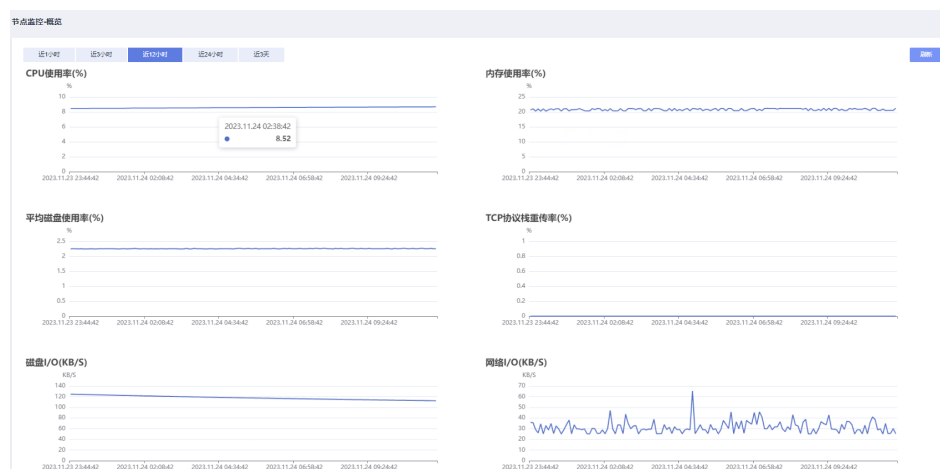 节点监控-概览
近1小时 近3小时 近12小时 近24小时 近3天 刷新
CPU使用率(%) 内存使用率(%)
% %
10 25
8 20
6 15
4 10
2 5
0 0
2023.11.24 02:38:42
8.52
2023.11.23 23:44:42 2023.11.24 02:08:42 2023.11.24 04:34:42 2023.11.24 06:58:42 2023.11.24 09:24:42 2023.11.23 23:44:42 2023.11.24 02:08:42 2023.11.24 04:34:42 2023.11.24 06:58:42 2023.11.24 09:24:42
平均磁盘使用率(%) TCP协议栈重传率(%)
% %
2.5 1
2 0.8
1.5 0.6
1 0.4
0.5 0.2
0 0
2023.11.23 23:44:42 2023.11.24 02:08:42 2023.11.24 04:34:42 2023.11.24 06:58:42 2023.11.24 09:24:42 2023.11.23 23:44:42 2023.11.24 02:08:42 2023.11.24 04:34:42 2023.11.24 06:58:42 2023.11.24 09:24:42
磁盘I/O(KB/S) 网络I/O(KB/S)
KB/S KB/S
140 70
120 60
100 50
80 40
60 30
40 20
20 10
0 0
2023.11.23 23:44:42 2023.11.24 02:08:42 2023.11.24 04:34:42 2023.11.24 06:58:42 2023.11.24 09:24:42 2023.11.23 23:44:42 2023.11.24 02:08:42 2023.11.24 04:34:42 2023.11.24 06:58:42 2023.11.24 09:24:42